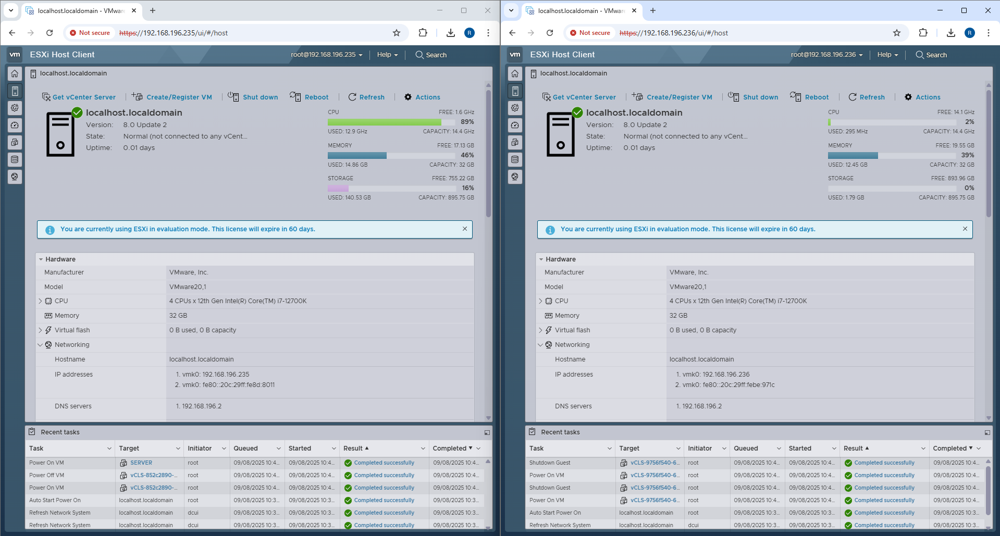 localhost.localdomain - VMware
Not secure https://192.168.196.235/ui/#/host R
vm ESXi Host Client root@192.168.196.235 Help Search
localhost.localdomain
Get vCenter Server Create/Register VM Shut down Reboot Refresh Actions
localhost.localdomain
Version: 8.0 Update 2
State: Normal (not connected to any vCent...
Uptime: 0.01 days
CPU FREE: 1.6 GHz
89%
USED: 12.9 GHz CAPACITY: 14.4 GHz
MEMORY FREE: 17.13 GB
46%
USED: 14.86 GB CAPACITY: 32 GB
STORAGE FREE: 755.22 GB
16%
USED: 140.53 GB CAPACITY: 895.75 GB
You are currently using ESXi in evaluation mode. This license will expire in 60 days.
Hardware
Manufacturer VMware, Inc.
Model VMware20,1
CPU 4 CPUs x 12th Gen Intel(R) Core(TM) i7-12700K
Memory 32 GB
Virtual flash 0 B used, 0 B capacity
Networking
Hostname localhost.localdomain
IP addresses 1. vmk0: 192.168.196.235
2. vmk0: fe80::20c:29ff:fe8d:8011
DNS servers 1. 192.168.196.2
Recent tasks
Task Target Initiator Queued Started Result Completed
Power On VM SERVER root 09/08/2025 10:4... 09/08/2025 10:4... Completed successfully 09/08/2025 10:4...
Power Off VM vCLS-852c2890-... root 09/08/2025 10:4... 09/08/2025 10:4... Completed successfully 09/08/2025 10:4...
Power On VM vCLS-852c2890-... root 09/08/2025 10:4... 09/08/2025 10:4... Completed successfully 09/08/2025 10:4...
Auto Start Power On localhost.localdomain root 09/08/2025 10:3... 09/08/2025 10:3... Completed successfully 09/08/2025 10:3...
Refresh Network System localhost.localdomain dcui 09/08/2025 10:3... 09/08/2025 10:3... Completed successfully 09/08/2025 10:3...
Refresh Network System localhost.localdomain dcui 09/08/2025 10:3... 09/08/2025 10:3... Completed successfully 09/08/2025 10:3...
localhost.localdomain - VMware
Not secure https://192.168.196.236/ui/#/host R
vm ESXi Host Client root@192.168.196.236 Help Search
localhost.localdomain
Get vCenter Server Create/Register VM Shut down Reboot Refresh Actions
localhost.localdomain
Version: 8.0 Update 2
State: Normal (not connected to any vCent...
Uptime: 0.01 days
CPU FREE: 14.1 GHz
2%
USED: 295 MHz CAPACITY: 14.4 GHz
MEMORY FREE: 19.55 GB
39%
USED: 12.45 GB CAPACITY: 32 GB
STORAGE FREE: 893.96 GB
0%
USED: 1.79 GB CAPACITY: 895.75 GB
You are currently using ESXi in evaluation mode. This license will expire in 60 days.
Hardware
Manufacturer VMware, Inc.
Model VMware20,1
CPU 4 CPUs x 12th Gen Intel(R) Core(TM) i7-12700K
Memory 32 GB
Virtual flash 0 B used, 0 B capacity
Networking
Hostname localhost.localdomain
IP addresses 1. vmk0: 192.168.196.236
2. vmk0: fe80::20c:29ff:febe:971c
DNS servers 1. 192.168.196.2
Recent tasks
Task Target Initiator Queued Started Result Completed
Shutdown Guest vCLS-9756f540-6... root 09/08/2025 10:4... 09/08/2025 10:4... Completed successfully 09/08/2025 10:4...
Power On VM vCLS-9756f540-6... root 09/08/2025 10:4... 09/08/2025 10:4... Completed successfully 09/08/2025 10:4...
Shutdown Guest vCLS-9756f540-6... root 09/08/2025 10:4... 09/08/2025 10:4... Completed successfully 09/08/2025 10:4...
Power On VM vCLS-9756f540-6... root 09/08/2025 10:4... 09/08/2025 10:4... Completed successfully 09/08/2025 10:4...
Auto Start Power On localhost.localdomain root 09/08/2025 10:3... 09/08/2025 10:3... Completed successfully 09/08/2025 10:3...
Refresh Network System localhost.localdomain dcui 09/08/2025 10:3... 09/08/2025 10:3... Completed successfully 09/08/2025 10:3...